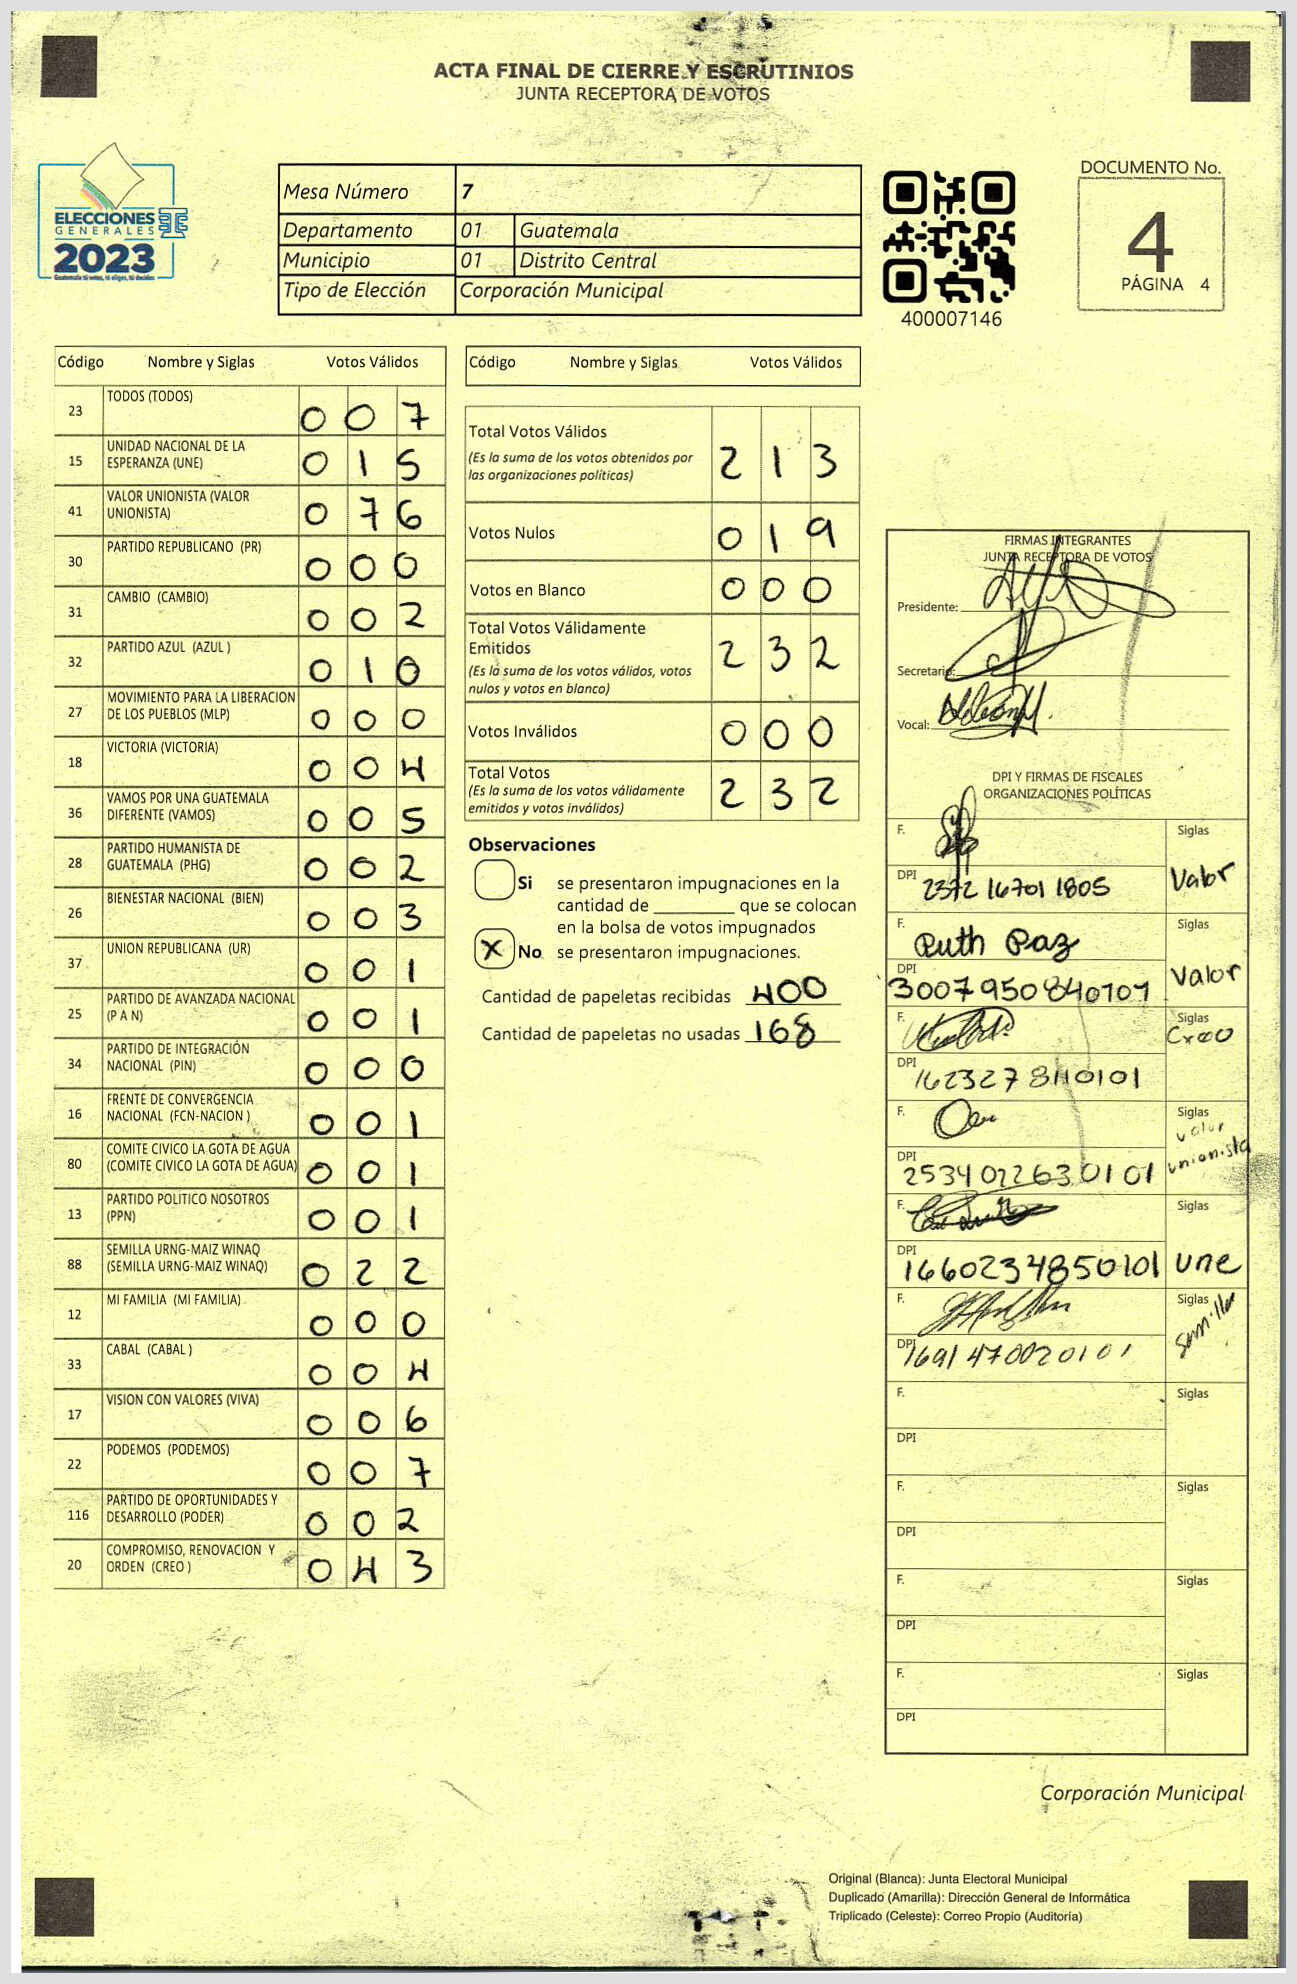 ACTA FINAL DE CIERRE Y ESCRUTINIOS
JUNTA RECEPTORA DE VOTOS
ELECCIONES
GENERALES
2023
Mesa Número 7
Departamento 01 Guatemala
Municipio 01 Distrito Central
Tipo de Elección Corporación Municipal
400007146
DOCUMENTO No.
4
PÁGINA 4
Código Nombre y Siglas Votos Válidos
23 TODOS (TODOS) 0 0 7
15 UNIDAD NACIONAL DE LA
ESPERANZA (UNE) 0 1 5
41 VALOR UNIONISTA (VALOR
UNIONISTA) 0 7 6
30 PARTIDO REPUBLICANO (PR) 0 0 0
31 CAMBIO (CAMBIO) 0 0 2
32 PARTIDO AZUL (AZUL ) 0 1 0
27 MOVIMIENTO PARA LA LIBERACION
DE LOS PUEBLOS (MLP) 0 0 0
18 VICTORIA (VICTORIA) 0 0 4
36 VAMOS POR UNA GUATEMALA
DIFERENTE (VAMOS) 0 0 5
28 PARTIDO HUMANISTA DE
GUATEMALA (PHG) 0 0 2
26 BIENESTAR NACIONAL (BIEN) 0 0 3
37 UNION REPUBLICANA (UR) 0 0 1
25 PARTIDO DE AVANZADA NACIONAL
(P A N) 0 0 1
34 PARTIDO DE INTEGRACIÓN
NACIONAL (PIN) 0 0 0
16 FRENTE DE CONVERGENCIA
NACIONAL (FCN-NACION ) 0 0 1
80 COMITE CIVICO LA GOTA DE AGUA
(COMITE CIVICO LA GOTA DE AGUA) 0 0 1
13 PARTIDO POLITICO NOSOTROS
(PPN) 0 0 1
88 SEMILLA URNG-MAIZ WINAQ
(SEMILLA URNG-MAIZ WINAQ) 0 2 2
12 MI FAMILIA (MI FAMILIA) 0 0 0
33 CABAL (CABAL ) 0 0 4
17 VISION CON VALORES (VIVA) 0 0 6
22 PODEMOS (PODEMOS) 0 0 7
116 PARTIDO DE OPORTUNIDADES Y
DESARROLLO (PODER) 0 0 2
20 COMPROMISO, RENOVACION Y
ORDEN (CREO ) 0 4 3
Código Nombre y Siglas Votos Válidos
Total Votos Válidos
(Es la suma de los votos obtenidos por
las organizaciones políticas) 2 1 3
Votos Nulos 0 1 9
Votos en Blanco 0 0 0
Total Votos Válidamente
Emitidos 2 3 2
(Es la suma de los votos válidos, votos
nulos y votos en blanco)
Votos Inválidos 0 0 0
Total Votos
(Es la suma de los votos válidamente
emitidos y votos inválidos) 2 3 2
Observaciones
Si se presentaron impugnaciones en la
cantidad de ________ que se colocan
en la bolsa de votos impugnados
X No se presentaron impugnaciones.
Cantidad de papeletas recibidas 400
Cantidad de papeletas no usadas 168
FIRMAS INTEGRANTES
JUNTA RECEPTORA DE VOTOS
Presidente:
Secretario:
Vocal:
DPI Y FIRMAS DE FISCALES
ORGANIZACIONES POLÍTICAS
F. Siglas
DPI 2372 16701 1805 Valor
F. Ruth Paz Siglas
DPI 3007950840101 Valor
F. Siglas
Creo
DPI 1623278110101
F. Siglas
valor
unionista
DPI 2534022630101
F. Siglas
DPI 1660234850101 une
F. Siglas
Semilla
DPI 1691470020101
F. Siglas
DPI
F. Siglas
DPI
F. Siglas
DPI
F. Siglas
DPI
Corporación Municipal
Original (Blanca): Junta Electoral Municipal
Duplicado (Amarilla): Dirección General de Informática
Triplicado (Celeste): Correo Propio (Auditoría)